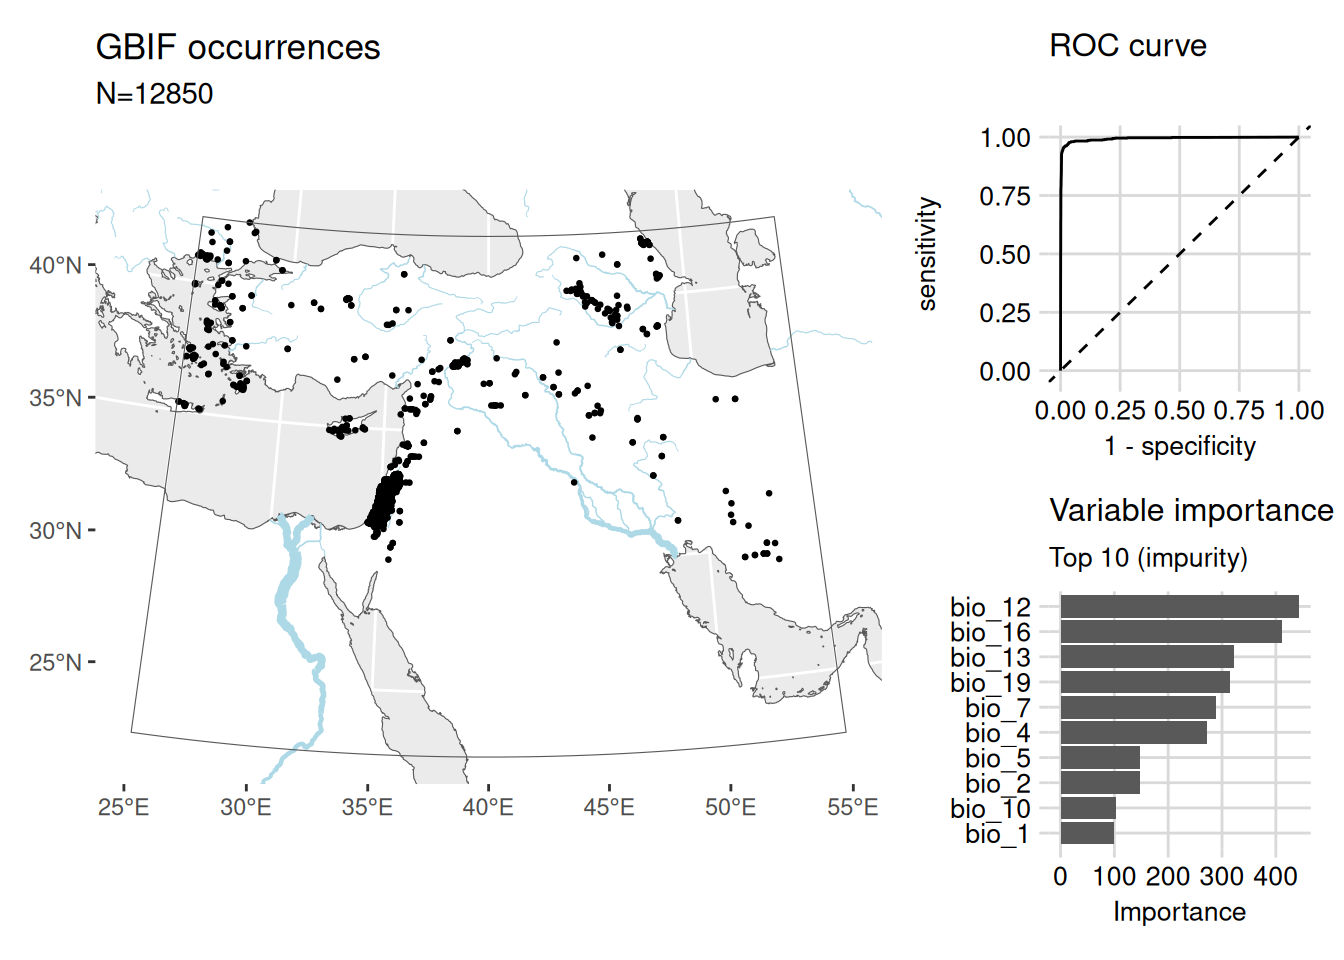 GBIF occurrences
N=12850
40°N
35°N
30°N
25°N
25°E 30°E 35°E 40°E 45°E 50°E 55°E
ROC curve
sensitivity
1.00
0.75
0.50
0.25
0.00
0.00 0.25 0.50 0.75 1.00
1 - specificity
Variable importance
Top 10 (impurity)
bio_12
bio_16
bio_13
bio_19
bio_7
bio_4
bio_5
bio_2
bio_10
bio_1
0 100 200 300 400
Importance